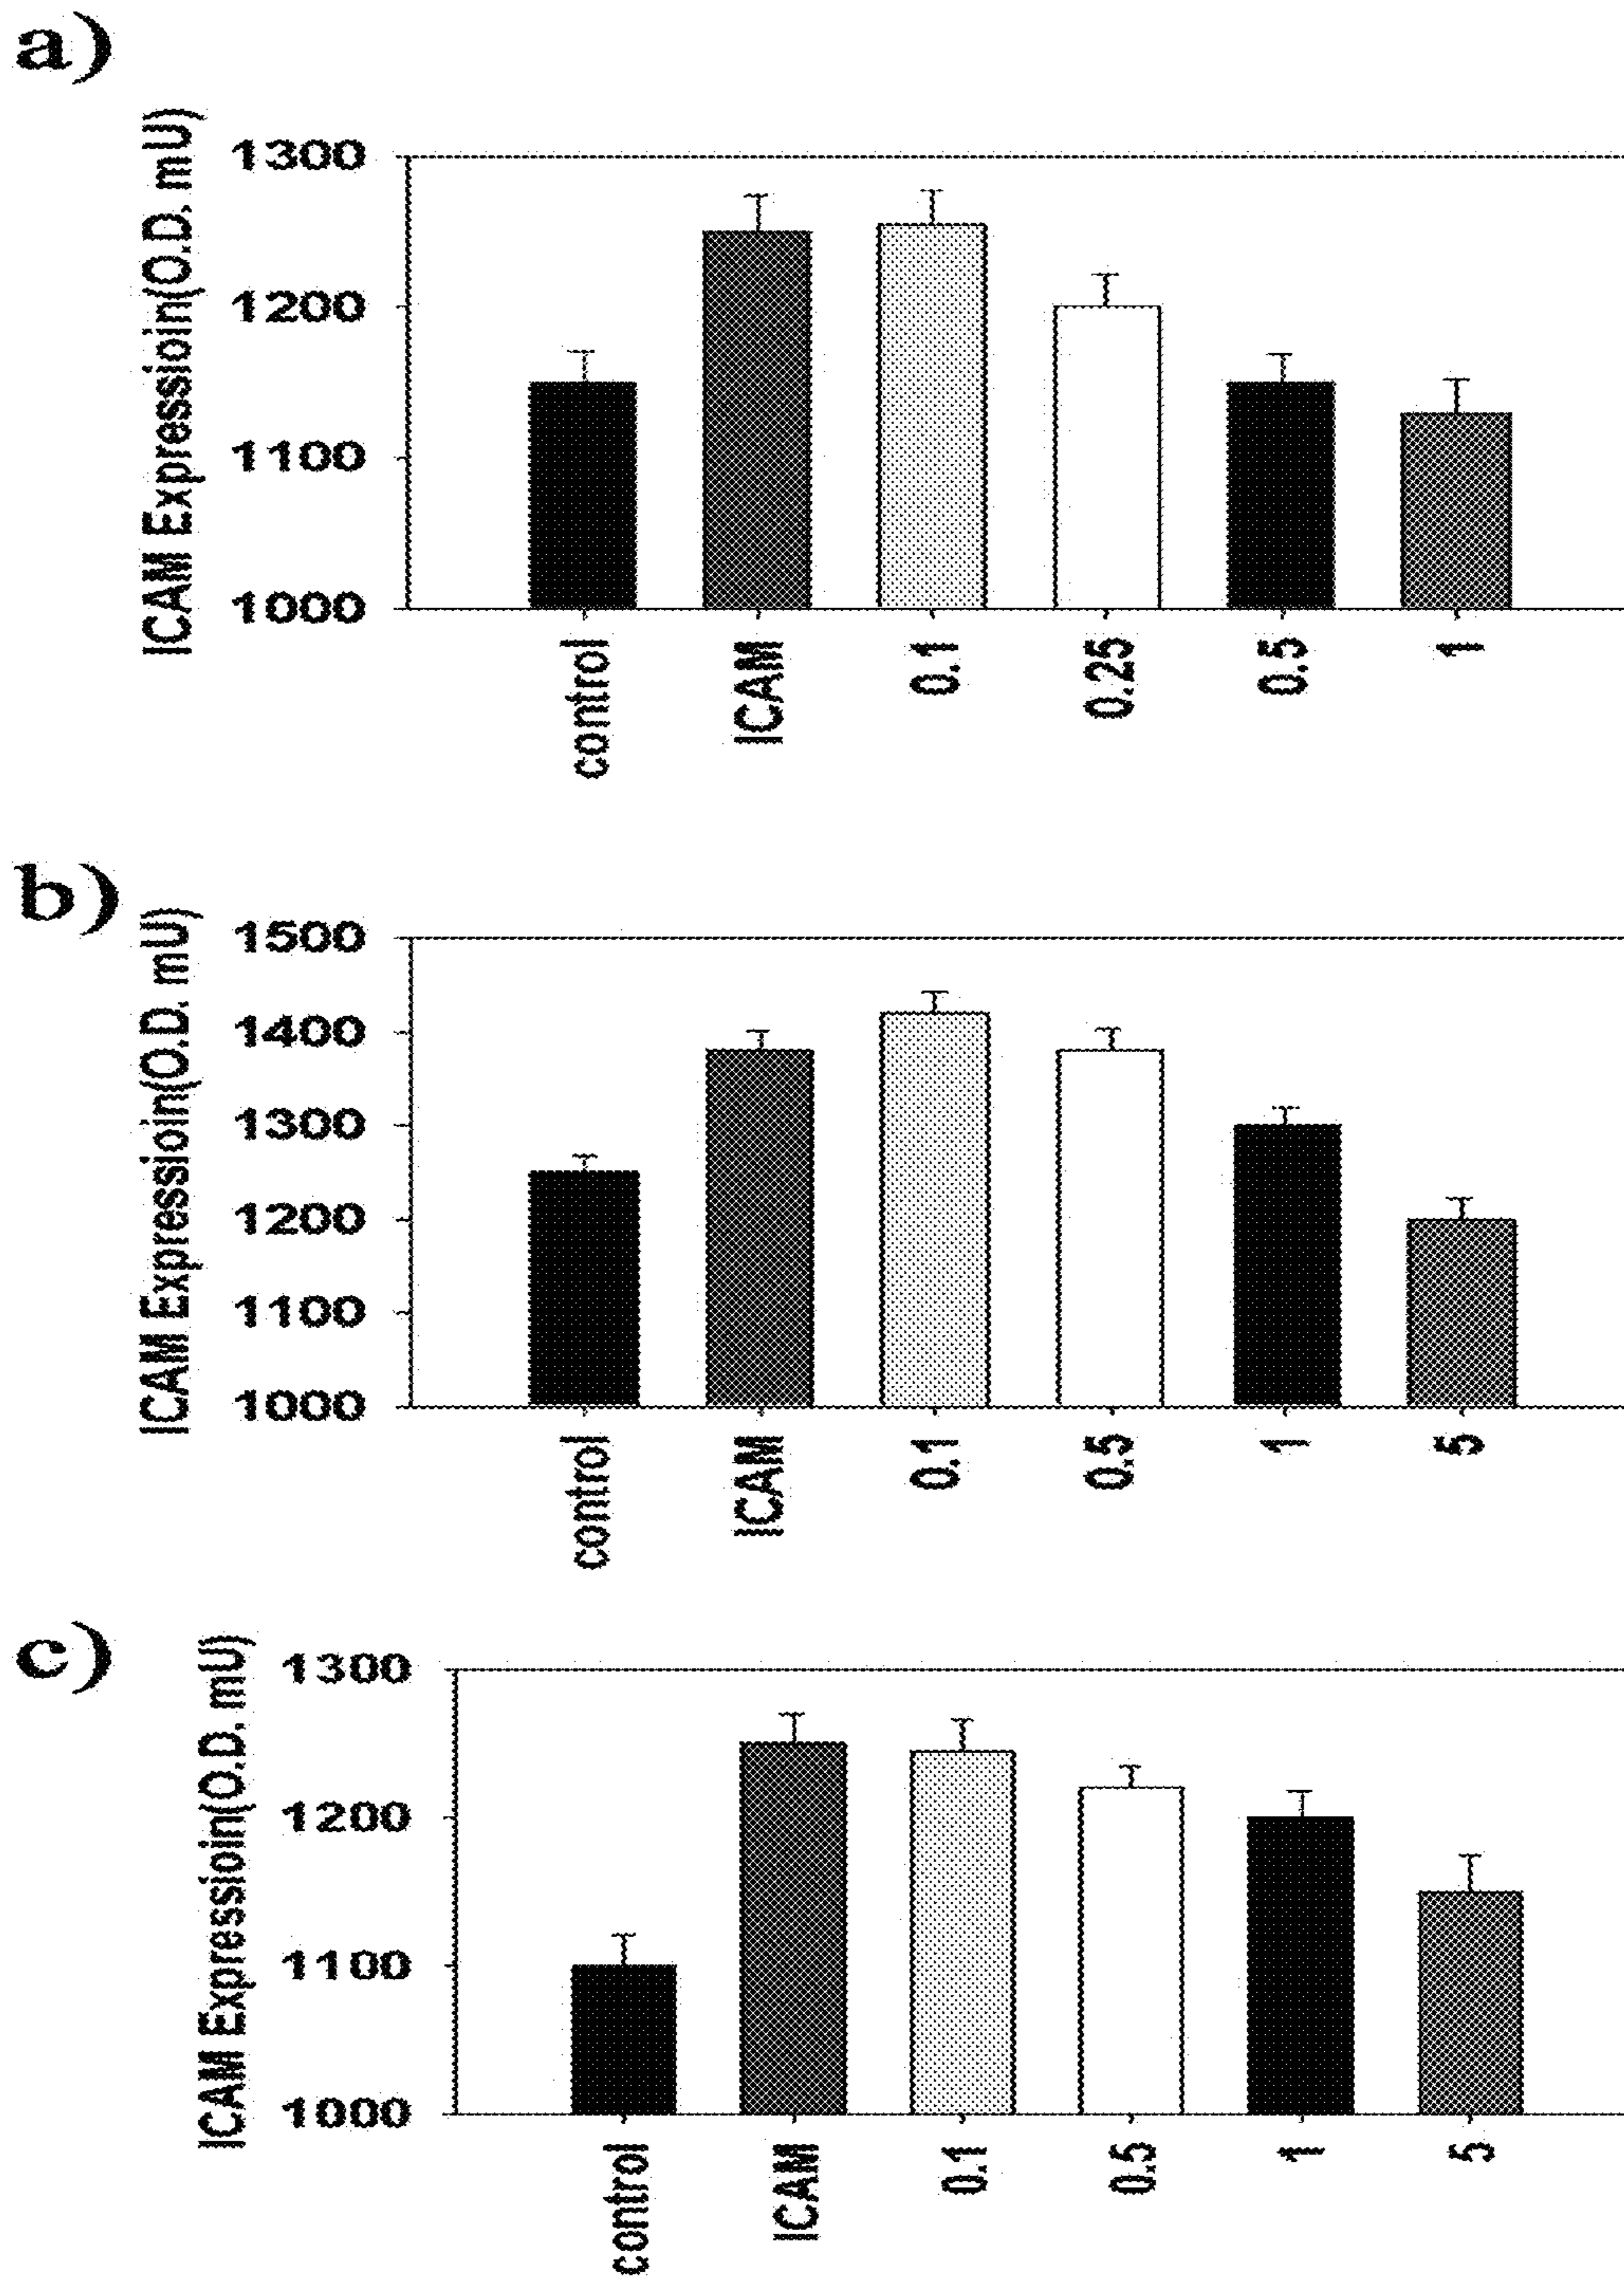 a)
ICAM Expressioin(O.D. mU)
1300
1200
1100
1000
control
ICAM
0.1
0.25
0.5
1
b)
ICAM Expressioin(O.D. mU)
1500
1400
1300
1200
1100
1000
control
ICAM
0.1
0.5
1
5
c)
ICAM Expressioin(O.D. mU)
1300
1200
1100
1000
control
ICAM
0.1
0.5
1
5